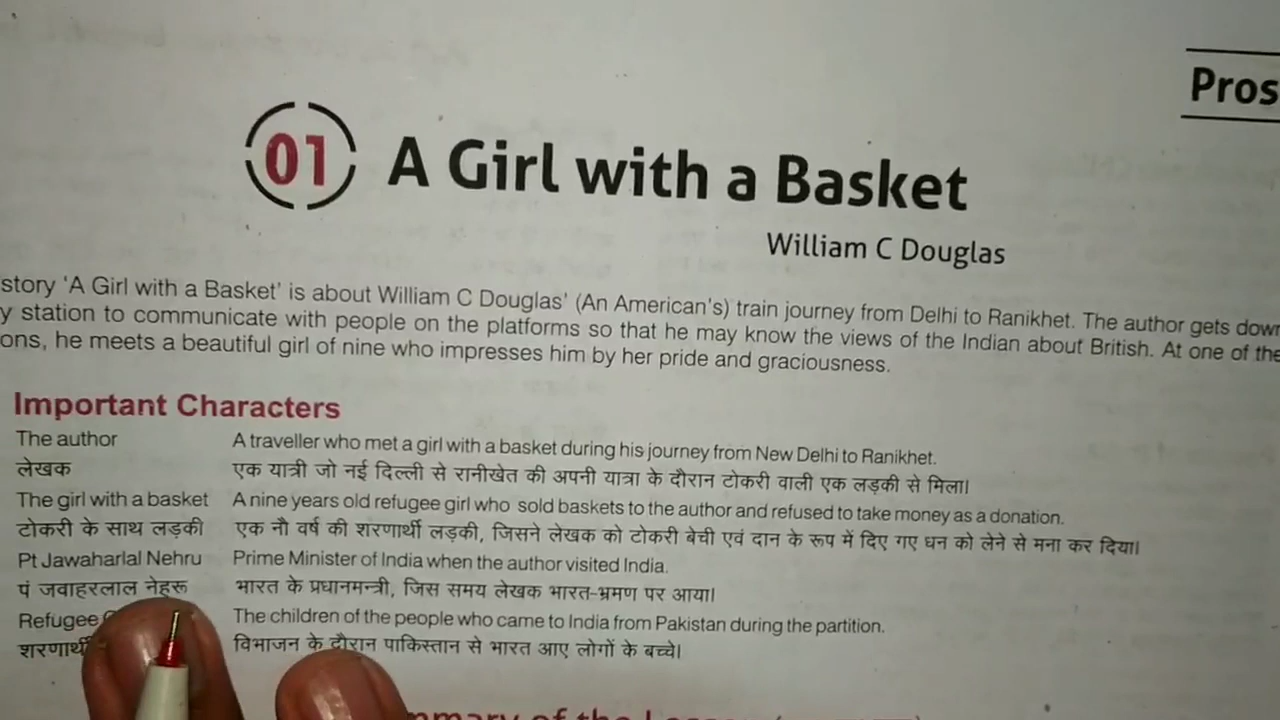 Pros
01 A Girl with a Basket
William C Douglas
story 'A Girl with a Basket' is about William C Douglas' (An American's) train journey from Delhi to Ranikhet. The author gets down
y station to communicate with people on the platforms so that he may know the views of the Indian about British. At one of the
ons, he meets a beautiful girl of nine who impresses him by her pride and graciousness.
Important Characters
The author A traveller who met a girl with a basket during his journey from New Delhi to Ranikhet.
लेखक एक यात्री जो नई दिल्ली से रानीखेत की अपनी यात्रा के दौरान टोकरी वाली एक लड़की से मिला।
The girl with a basket A nine years old refugee girl who sold baskets to the author and refused to take money as a donation.
टोकरी के साथ लड़की एक नौ वर्ष की शरणार्थी लड़की, जिसने लेखक को टोकरी बेची एवं दान के रूप में दिए गए धन को लेने से मना कर दिया।
Pt Jawaharlal Nehru Prime Minister of India when the author visited India.
पं जवाहरलाल नेहरू भारत के प्रधानमन्त्री, जिस समय लेखक भारत-भ्रमण पर आया।
Refugee The children of the people who came to India from Pakistan during the partition.
शरणार्थी विभाजन के दौरान पाकिस्तान से भारत आए लोगों के बच्चे।
mmary of the